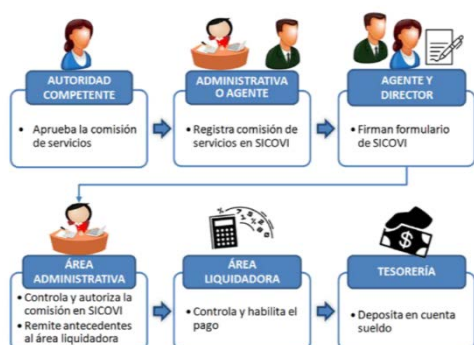 AUTORIDAD
COMPETENTE
• Aprueba la comisión
de servicios
ADMINISTRATIVA
O AGENTE
• Registra comisión de
servicios en SICOVI
AGENTE Y
DIRECTOR
• Firman formulario
de SICOVI
ÁREA
ADMINISTRATIVA
• Controla y autoriza la
comisión en SICOVI
• Remite antecedentes
al área liquidadora
ÁREA
LIQUIDADORA
• Controla y habilita el
pago
TESORERÍA
• Deposita en cuenta
sueldo